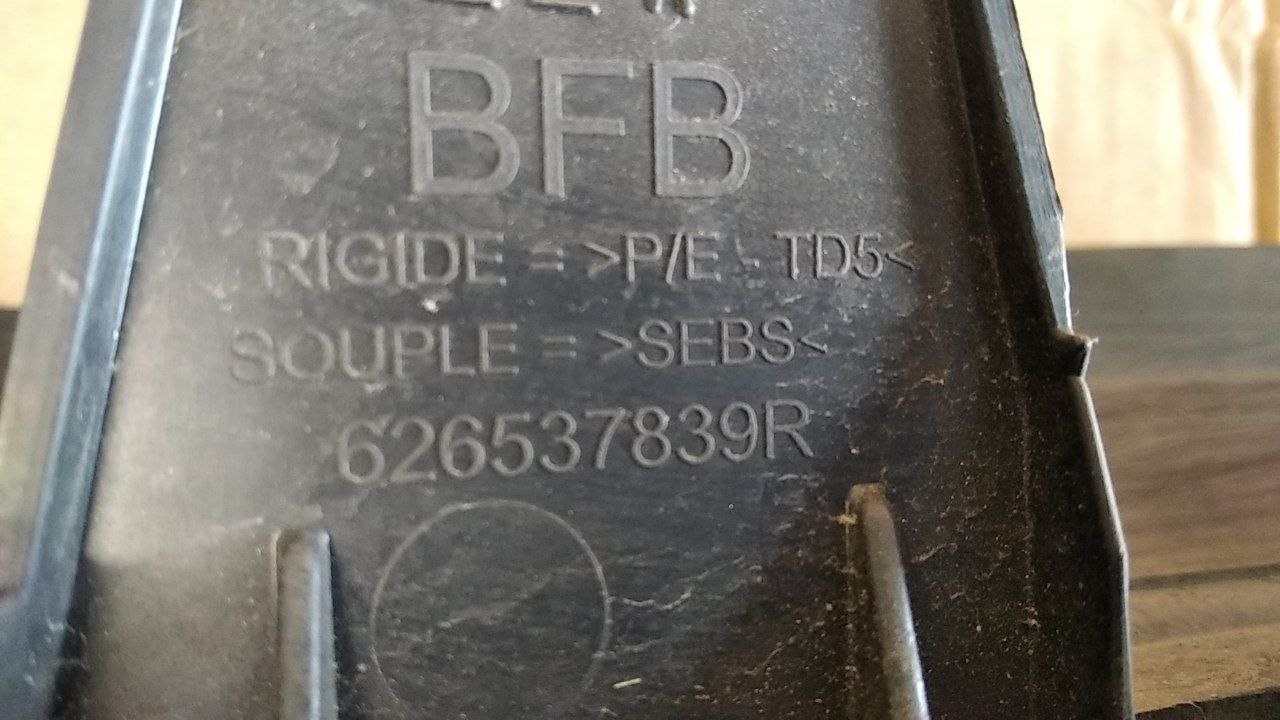 BFB
RIGIDE = >P/E - TD5<
SOUPLE = >SEBS<
626537839R